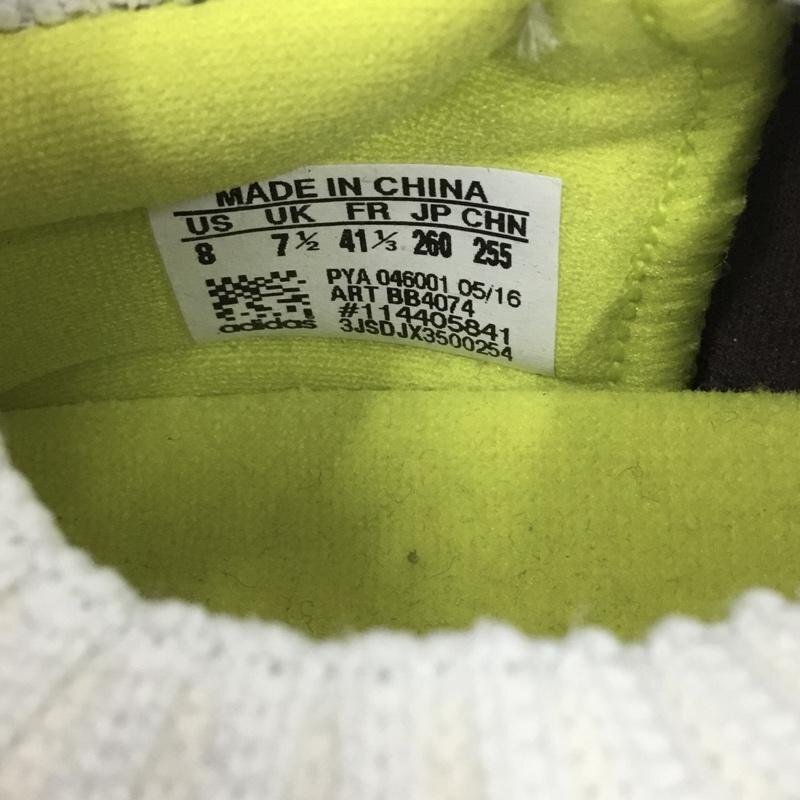 MADE IN CHINA
US UK FR JP CHN
8 7½ 41⅓ 260 255
PYA 046001 05/16
ART BB4074
#114405841
3JSDJX3500254
adidas